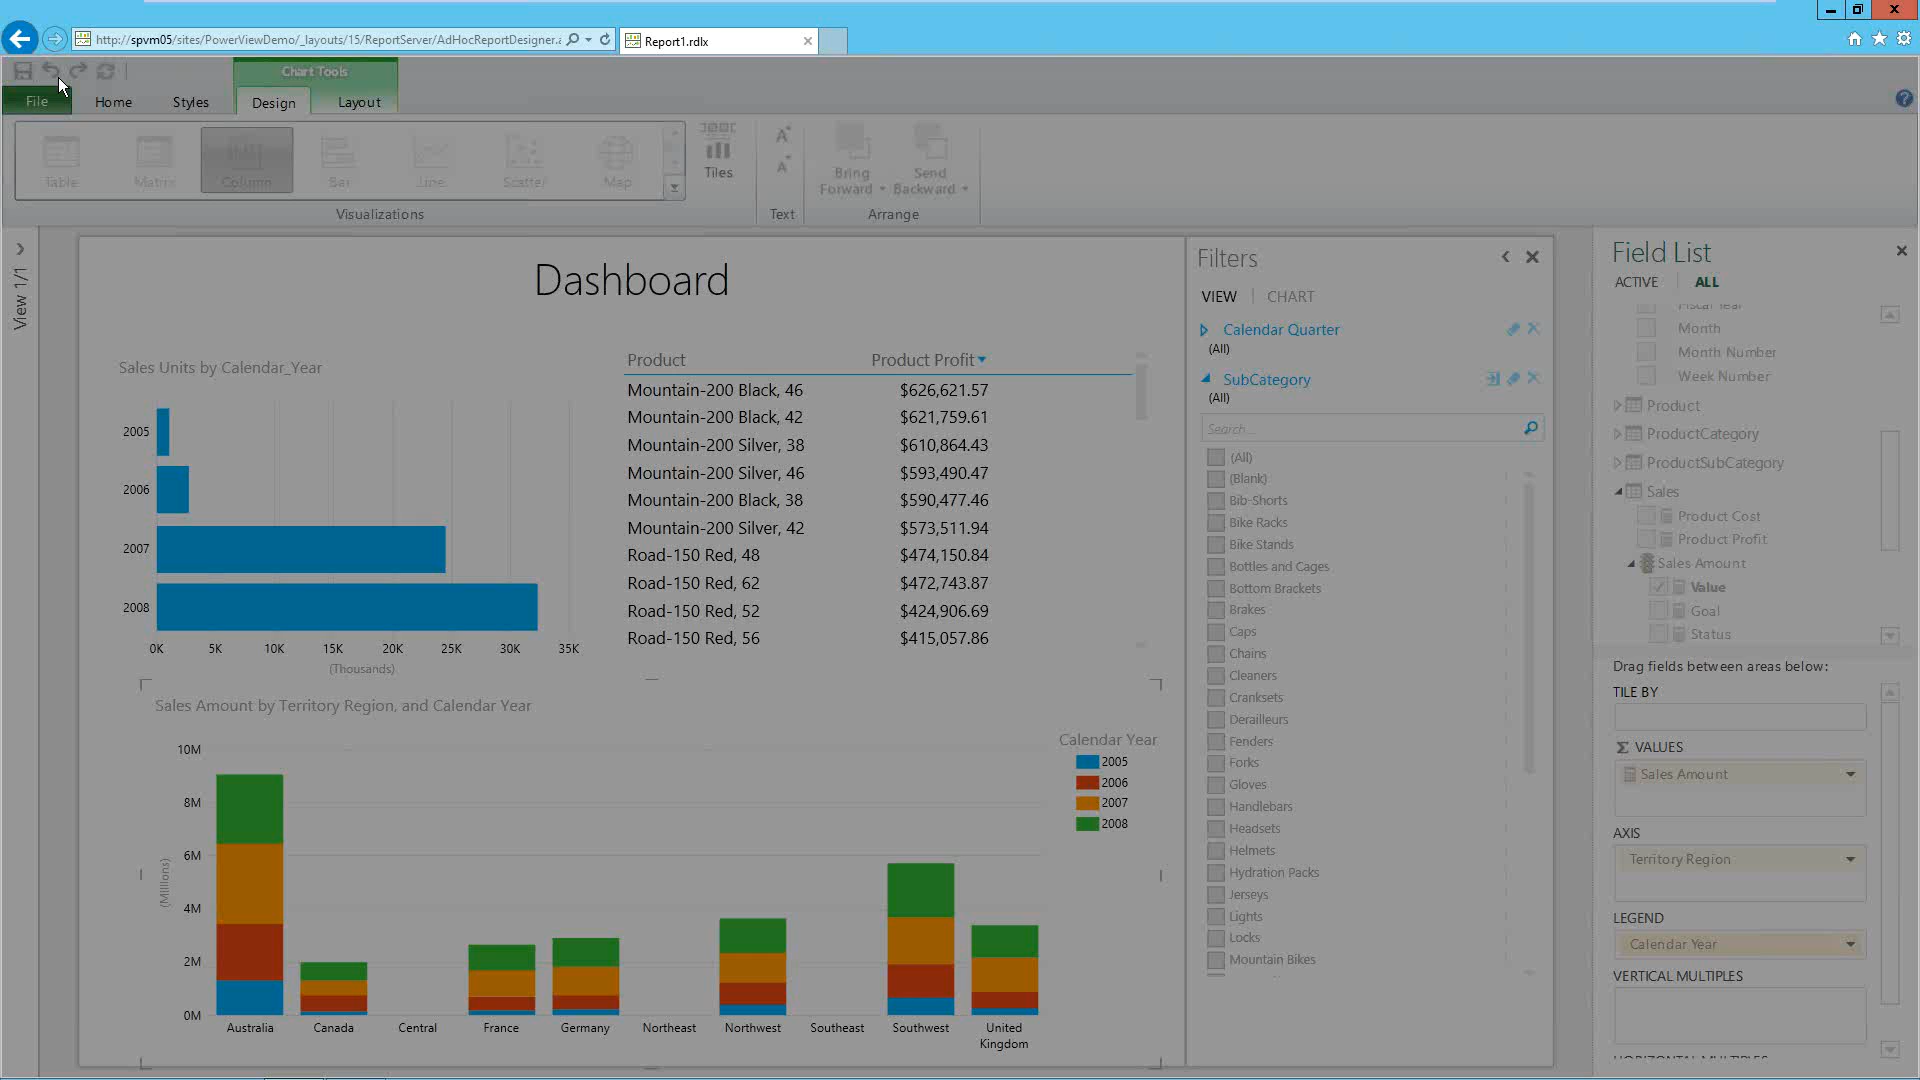 http://spvm05/sites/PowerViewDemo/_layouts/15/ReportServer/AdHocReportDesigner.a
Report1.rdlx
Chart Tools
File
Home
Styles
Design
Layout
Table
Matrix
Column
Bar
Line
Scatter
Map
Tiles
Bring Forward
Send Backward
Visualizations
Text
Arrange
View 1/1
Dashboard
Sales Units by Calendar_Year
2005
2006
2007
2008
0K 5K 10K 15K 20K 25K 30K 35K
(Thousands)
Product Product Profit
Mountain-200 Black, 46 $626,621.57
Mountain-200 Black, 42 $621,759.61
Mountain-200 Silver, 38 $610,864.43
Mountain-200 Silver, 46 $593,490.47
Mountain-200 Black, 38 $590,477.46
Mountain-200 Silver, 42 $573,511.94
Road-150 Red, 48 $474,150.84
Road-150 Red, 62 $472,743.87
Road-150 Red, 52 $424,906.69
Road-150 Red, 56 $415,057.86
Sales Amount by Territory Region, and Calendar Year
10M
8M
6M
4M
2M
0M
(Millions)
Australia
Canada
Central
France
Germany
Northeast
Northwest
Southeast
Southwest
United
Kingdom
Calendar Year
2005
2006
2007
2008
Filters
VIEW
CHART
Calendar Quarter
(All)
SubCategory
(All)
Search...
(All)
(Blank)
Bib-Shorts
Bike Racks
Bike Stands
Bottles and Cages
Bottom Brackets
Brakes
Caps
Chains
Cleaners
Cranksets
Derailleurs
Fenders
Forks
Gloves
Handlebars
Headsets
Helmets
Hydration Packs
Jerseys
Lights
Locks
Mountain Bikes
Field List
ACTIVE
ALL
Fiscal Year
Month
Month Number
Week Number
Product
ProductCategory
ProductSubCategory
Sales
Product Cost
Product Profit
Sales Amount
Value
Goal
Status
Drag fields between areas below:
TILE BY
Σ VALUES
Sales Amount
AXIS
Territory Region
LEGEND
Calendar Year
VERTICAL MULTIPLES
HORIZONTAL MULTIPLES